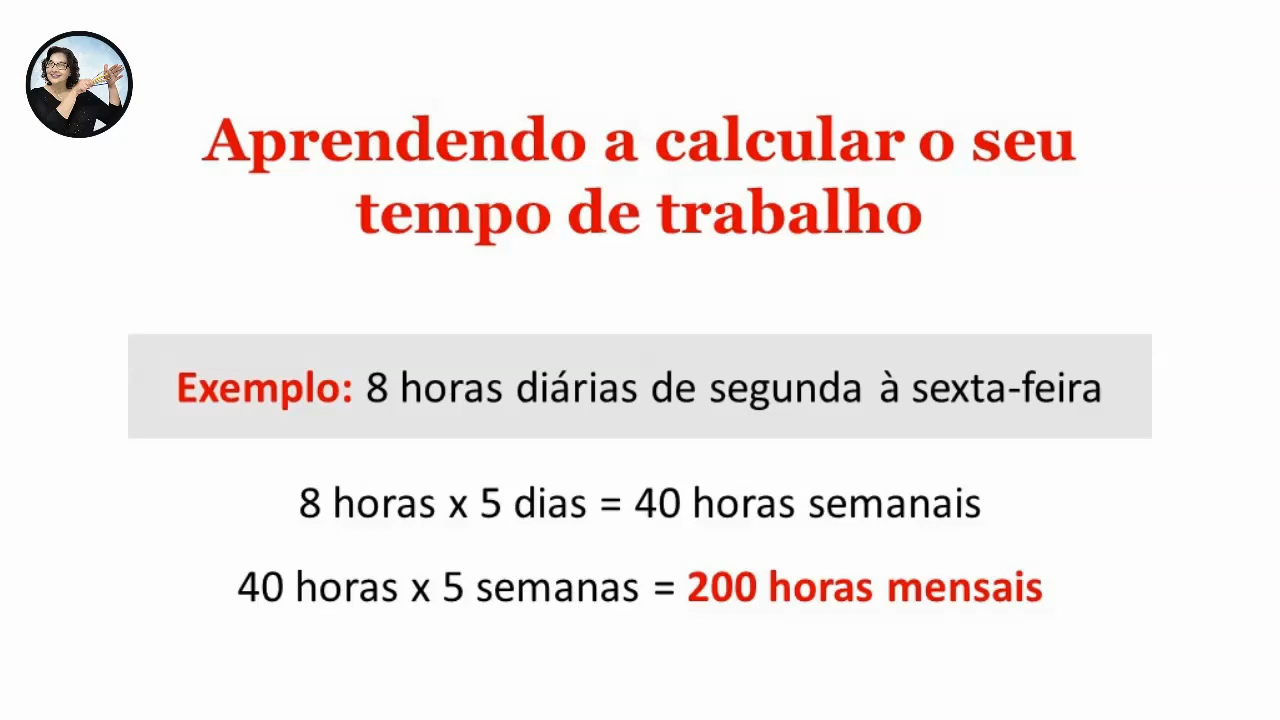 Aprendendo a calcular o seu
tempo de trabalho
Exemplo: 8 horas diárias de segunda à sexta-feira
8 horas x 5 dias = 40 horas semanais
40 horas x 5 semanas = 200 horas mensais